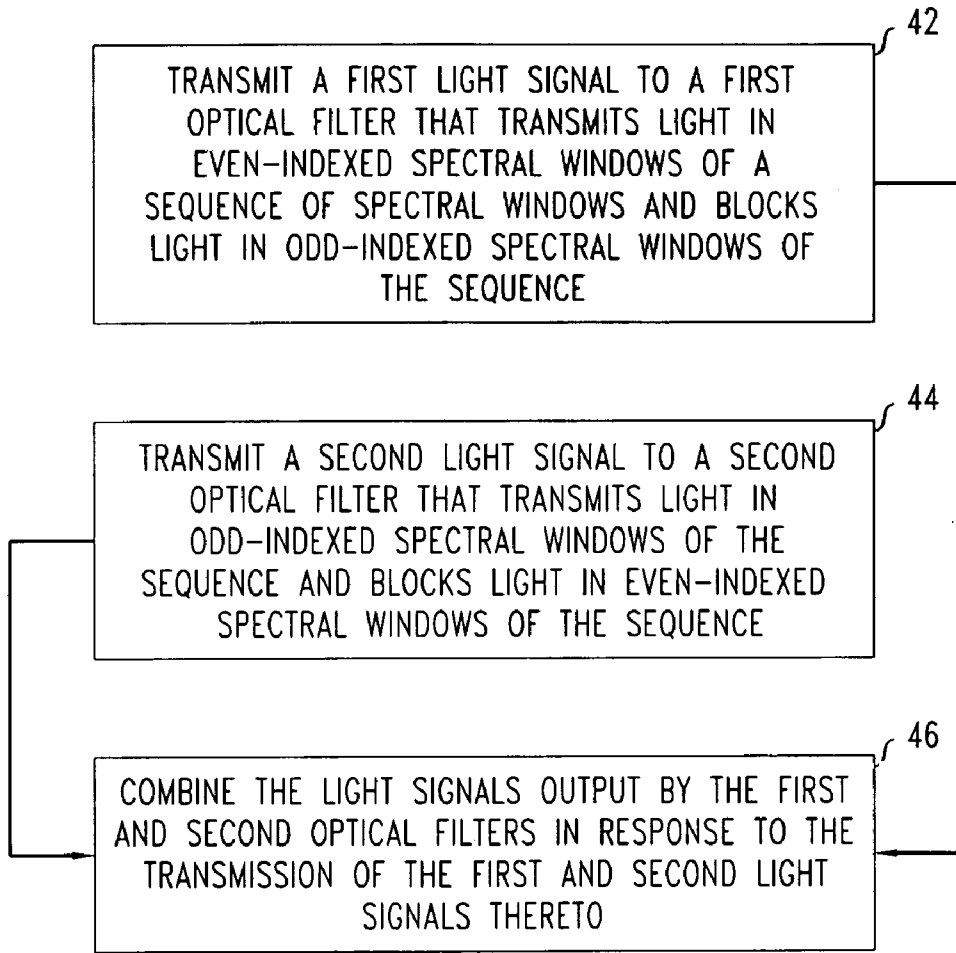 42
TRANSMIT A FIRST LIGHT SIGNAL TO A FIRST
OPTICAL FILTER THAT TRANSMITS LIGHT IN
EVEN-INDEXED SPECTRAL WINDOWS OF A
SEQUENCE OF SPECTRAL WINDOWS AND BLOCKS
LIGHT IN ODD-INDEXED SPECTRAL WINDOWS OF
THE SEQUENCE
44
TRANSMIT A SECOND LIGHT SIGNAL TO A SECOND
OPTICAL FILTER THAT TRANSMITS LIGHT IN
ODD-INDEXED SPECTRAL WINDOWS OF THE
SEQUENCE AND BLOCKS LIGHT IN EVEN-INDEXED
SPECTRAL WINDOWS OF THE SEQUENCE
46
COMBINE THE LIGHT SIGNALS OUTPUT BY THE FIRST
AND SECOND OPTICAL FILTERS IN RESPONSE TO THE
TRANSMISSION OF THE FIRST AND SECOND LIGHT
SIGNALS THERETO